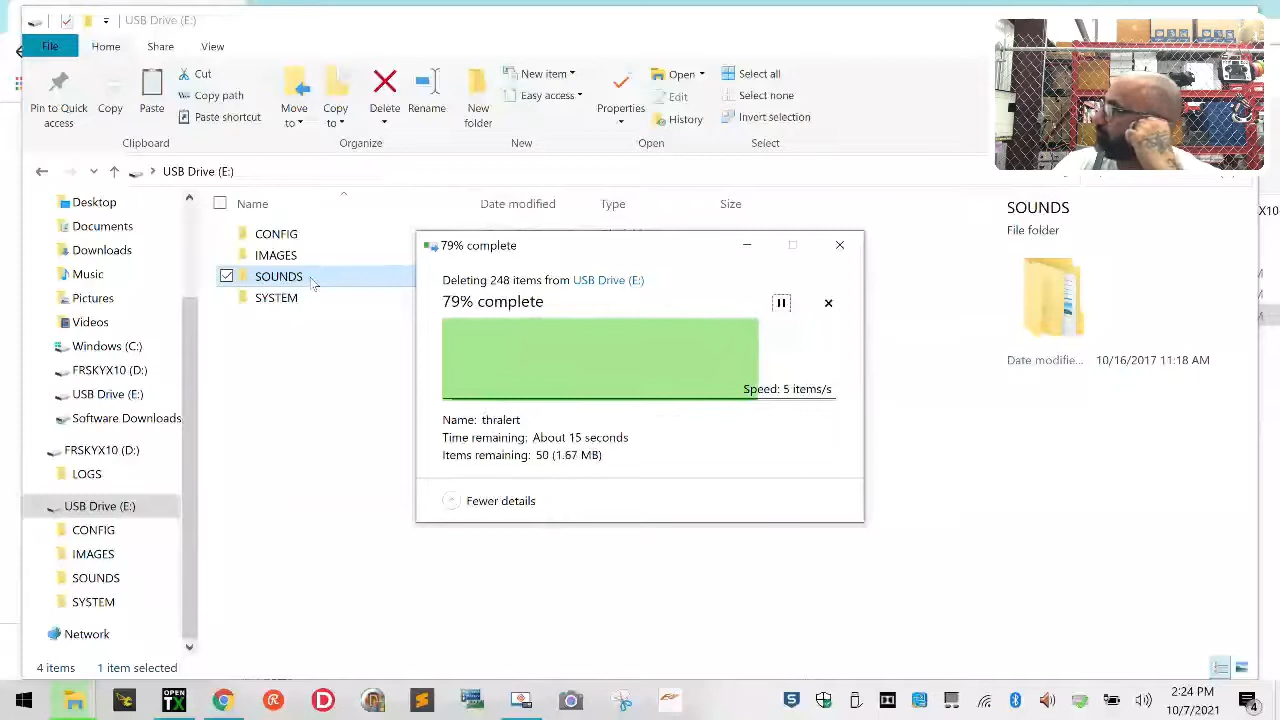 USB Drive (E:)
File
Home
Share
View
Pin to Quick
access
Copy
Paste
Cut
Copy path
Paste shortcut
Clipboard
Move
to
Copy
to
Delete
Rename
Organize
New
folder
New item
Easy access
New
Properties
Open
Edit
History
Open
Select all
Select none
Invert selection
Select
USB Drive (E:)
Desktop
Documents
Downloads
Music
Pictures
Videos
Windows (C:)
FRSKYX10 (D:)
USB Drive (E:)
Software Downloads
FRSKYX10 (D:)
LOGS
USB Drive (E:)
CONFIG
IMAGES
SOUNDS
SYSTEM
Network
Name
Date modified
Type
Size
CONFIG
IMAGES
SOUNDS
SYSTEM
79% complete
Deleting 248 items from USB Drive (E:)
79% complete
Speed: 5 items/s
Name: thralert
Time remaining: About 15 seconds
Items remaining: 50 (1.67 MB)
Fewer details
SOUNDS
File folder
Date modifie... 10/16/2017 11:18 AM
X10
4 items
1 item selected
OPEN
TX
2:24 PM
10/7/2021
4